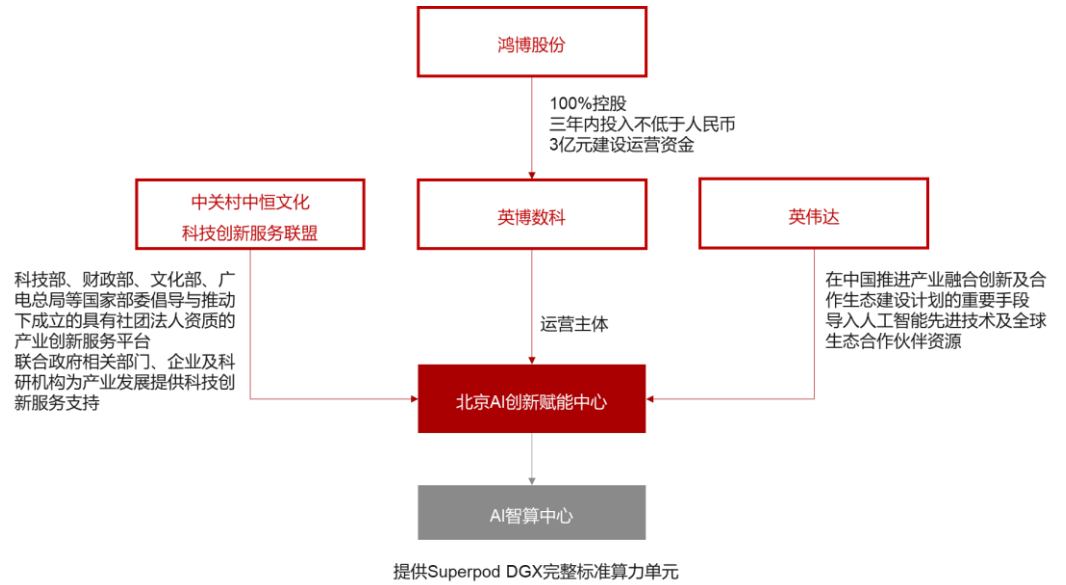 鸿博股份
100%控股
三年内投入不低于人民币
3亿元建设运营资金
中关村中恒文化
科技创新服务联盟
英博数科
英伟达
科技部、财政部、文化部、广
电总局等国家部委倡导与推动
下成立的具有社团法人资质的
产业创新服务平台
联合政府相关部门、企业及科
研机构为产业发展提供科技创
新服务支持
运营主体
在中国推进产业融合创新及合
作生态建设计划的重要手段
导入人工智能先进技术及全球
生态合作伙伴资源
北京AI创新赋能中心
AI智算中心
提供Superpod DGX完整标准算力单元